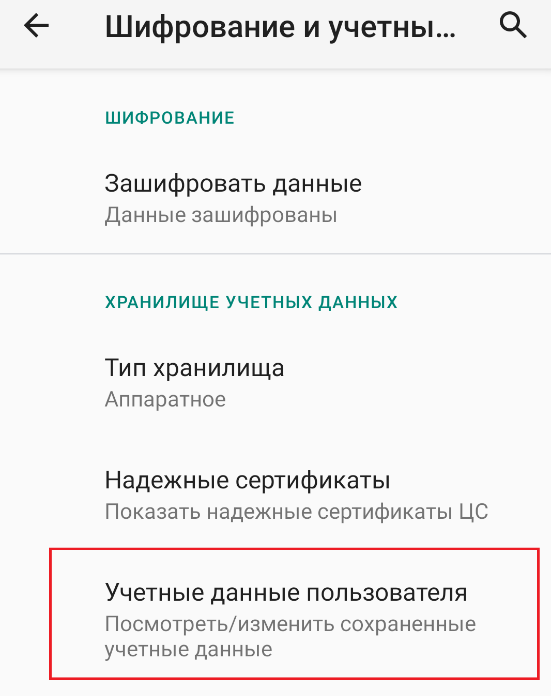 Шифрование и учетны...
ШИФРОВАНИЕ
Зашифровать данные
Данные зашифрованы
ХРАНИЛИЩЕ УЧЕТНЫХ ДАННЫХ
Тип хранилища
Аппаратное
Надежные сертификаты
Показать надежные сертификаты ЦС
Учетные данные пользователя
Посмотреть/изменить сохраненные
учетные данные